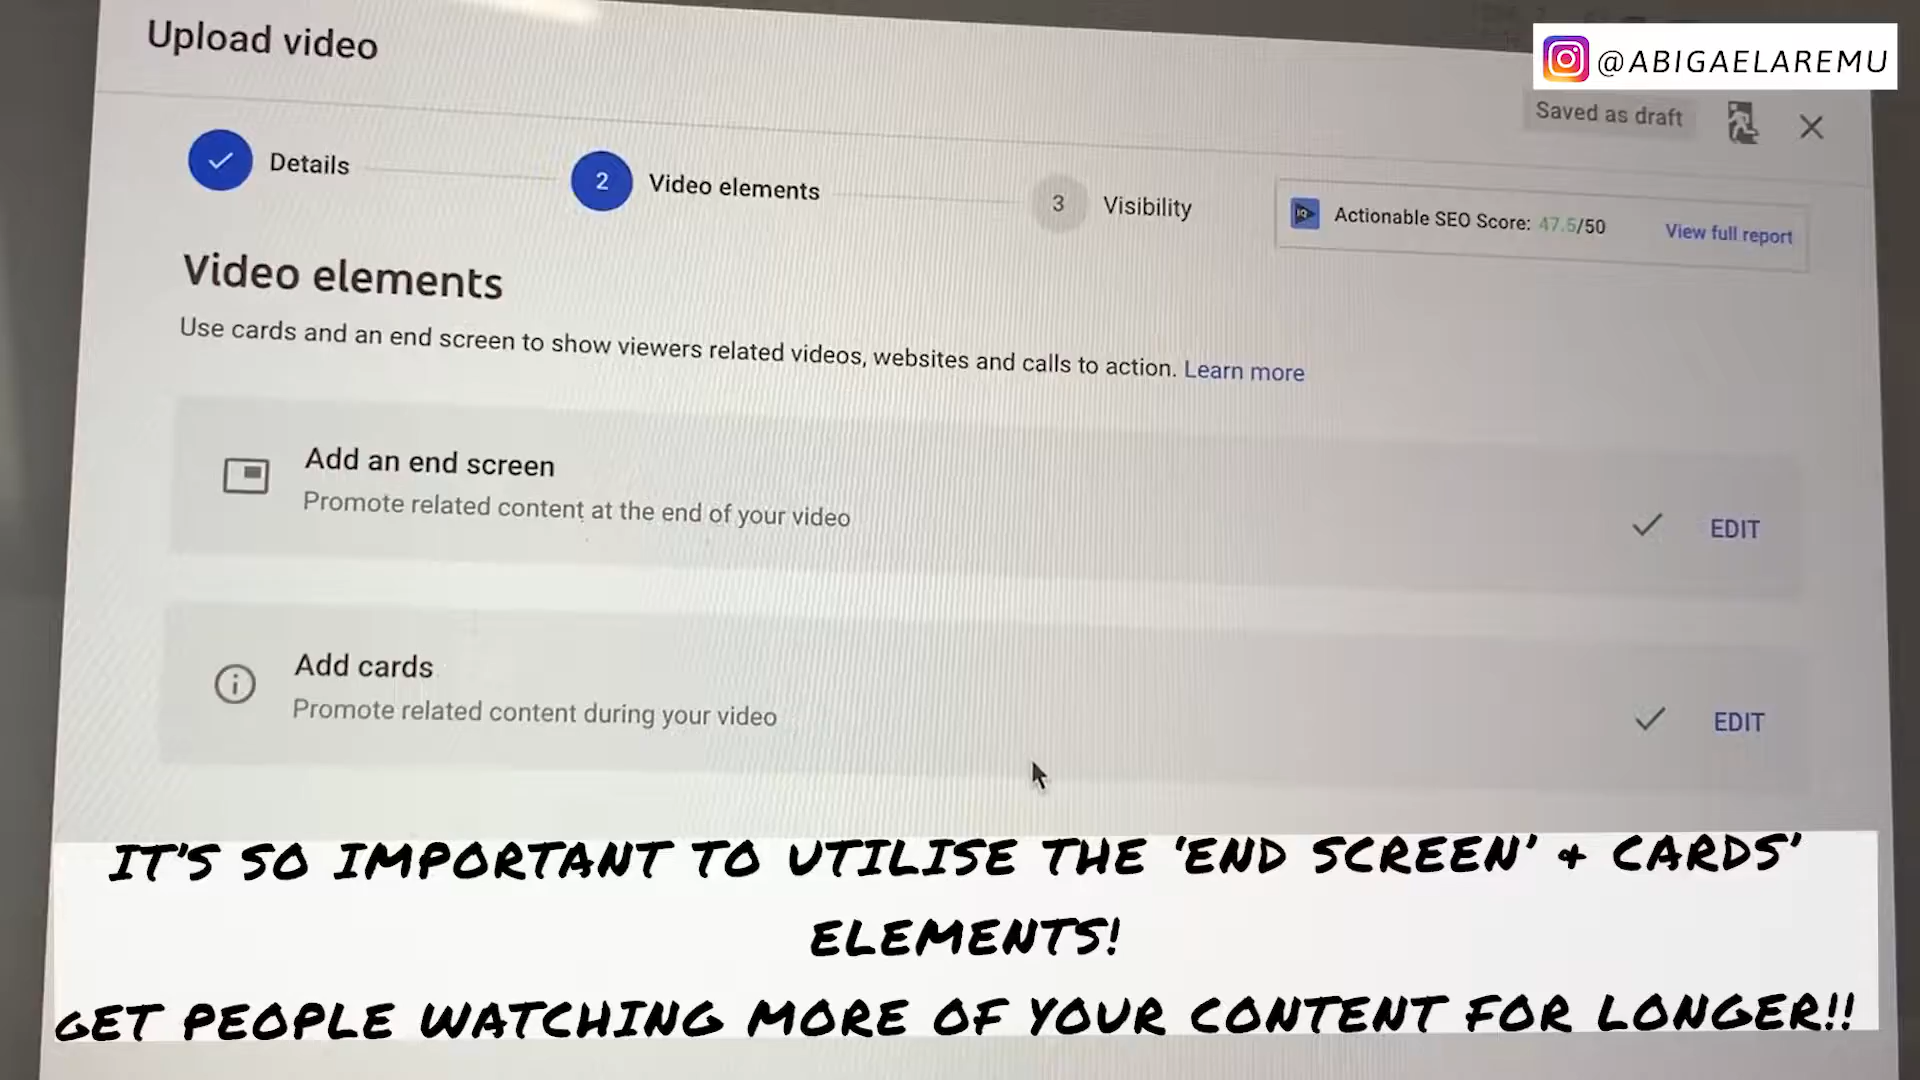 Upload video
@ABIGAELAREMU
Saved as draft
Details
2 Video elements
3 Visibility
IQ Actionable SEO Score: 47.5/50 View full report
Video elements
Use cards and an end screen to show viewers related videos, websites and calls to action. Learn more
Add an end screen
Promote related content at the end of your video
EDIT
Add cards
Promote related content during your video
EDIT
IT'S SO IMPORTANT TO UTILISE THE 'END SCREEN' + CARDS'
ELEMENTS!
GET PEOPLE WATCHING MORE OF YOUR CONTENT FOR LONGER!!